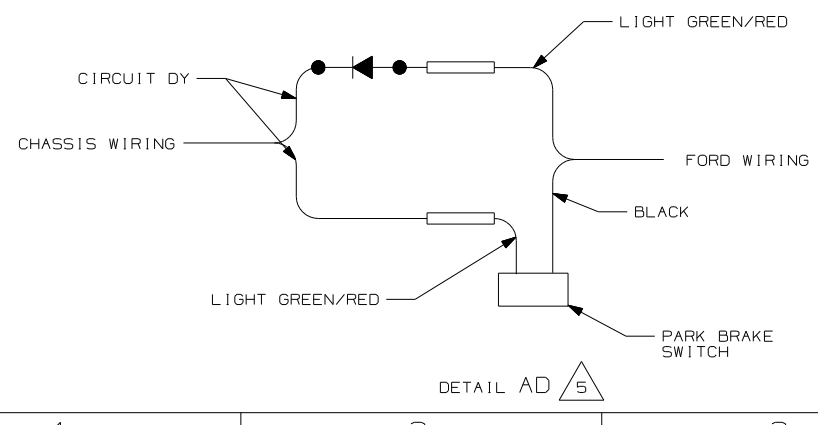 LIGHT GREEN/RED
CIRCUIT DY
CHASSIS WIRING
FORD WIRING
BLACK
LIGHT GREEN/RED
PARK BRAKE
SWITCH
DETAIL AD 5